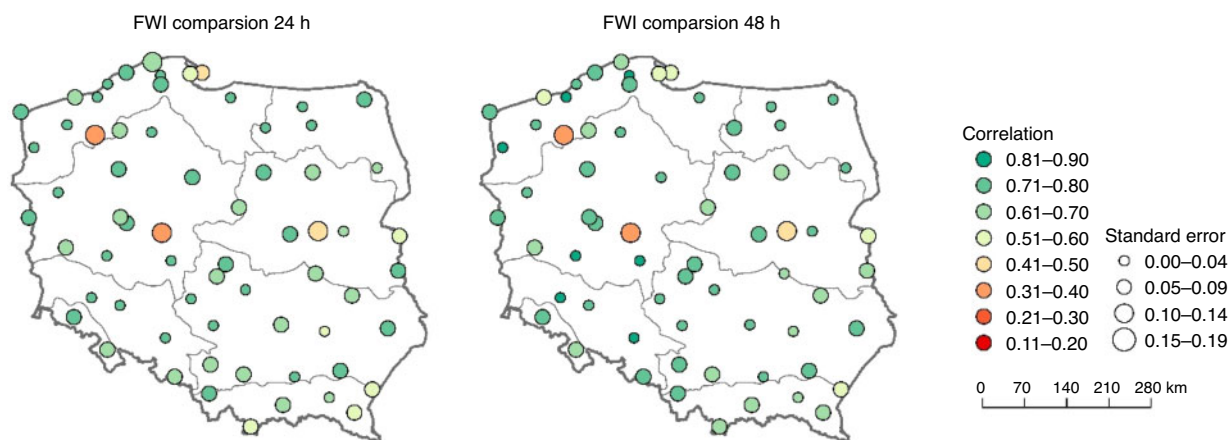 FWI comparsion 24 h
FWI comparsion 48 h
Correlation
0.81–0.90
0.71–0.80
0.61–0.70
0.51–0.60
0.41–0.50
0.31–0.40
0.21–0.30
0.11–0.20
Standard error
0.00–0.04
0.05–0.09
0.10–0.14
0.15–0.19
0 70 140 210 280 km